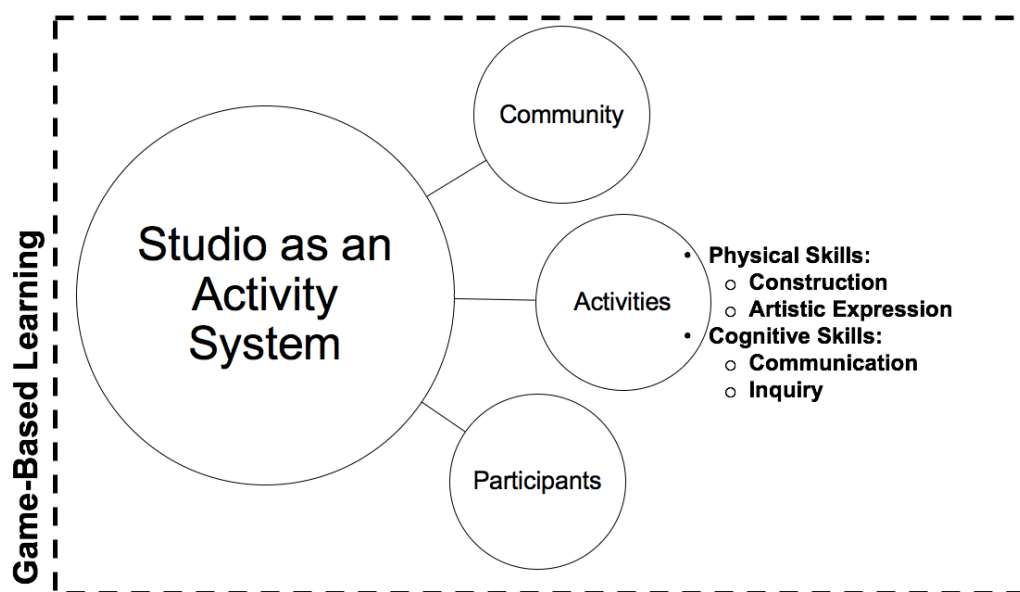 Game-Based Learning
Studio as an
Activity
System
Community
Activities
• Physical Skills:
o Construction
o Artistic Expression
• Cognitive Skills:
o Communication
o Inquiry
Participants